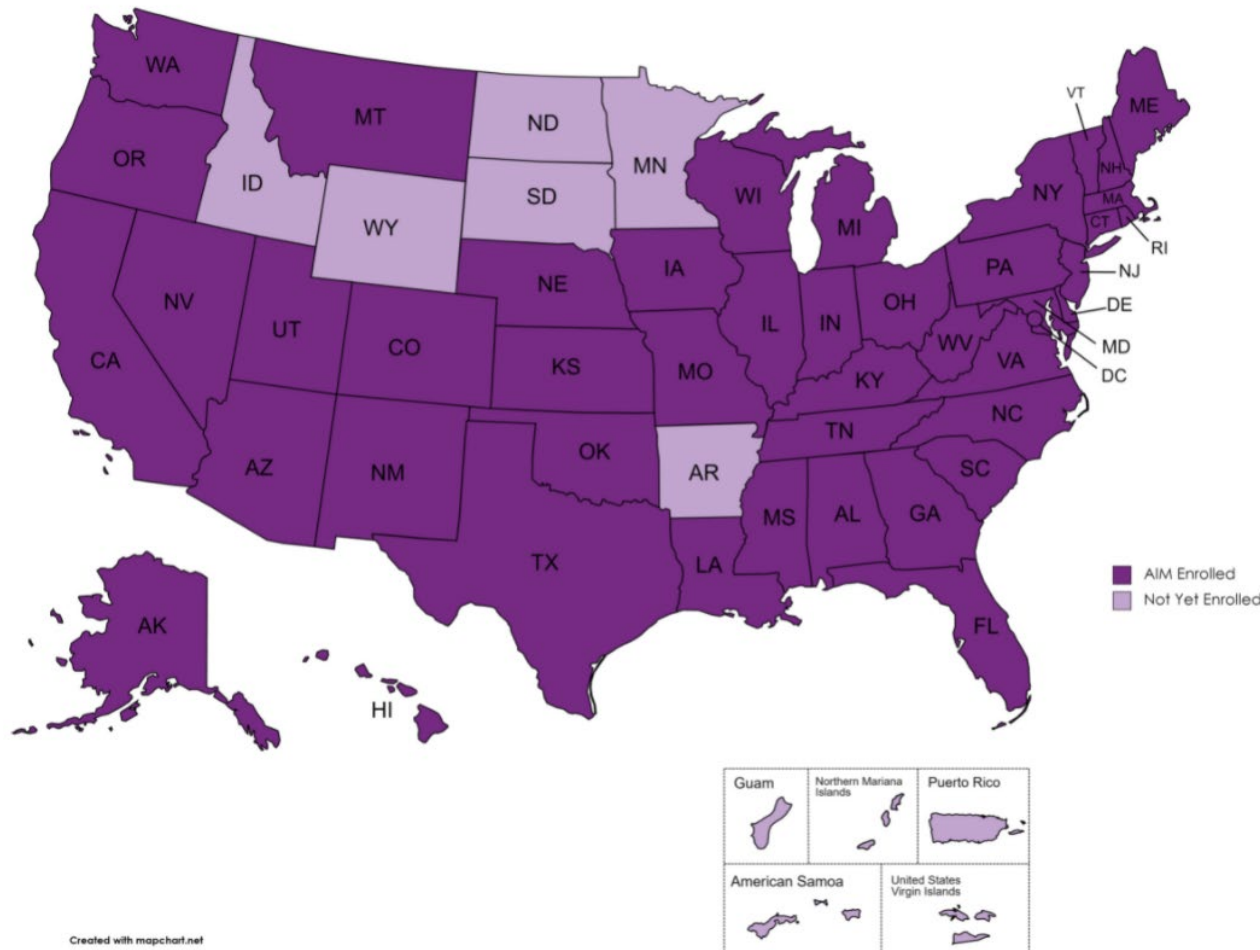 WA
MT
ND
MN
VT
ME
OR
ID
SD
WI
NY
NH
MA
WY
MI
CT
RI
IA
PA
NJ
NE
NV
OH
DE
UT
IL
IN
CO
WV
MD
CA
KS
MO
KY
VA
DC
NC
TN
AZ
NM
OK
AR
SC
MS
AL
GA
TX
LA
AIM Enrolled
Not Yet Enrolled
AK
FL
HI
Guam
Northern Mariana
Islands
Puerto Rico
American Samoa
United States
Virgin Islands
Created with mapchart.net